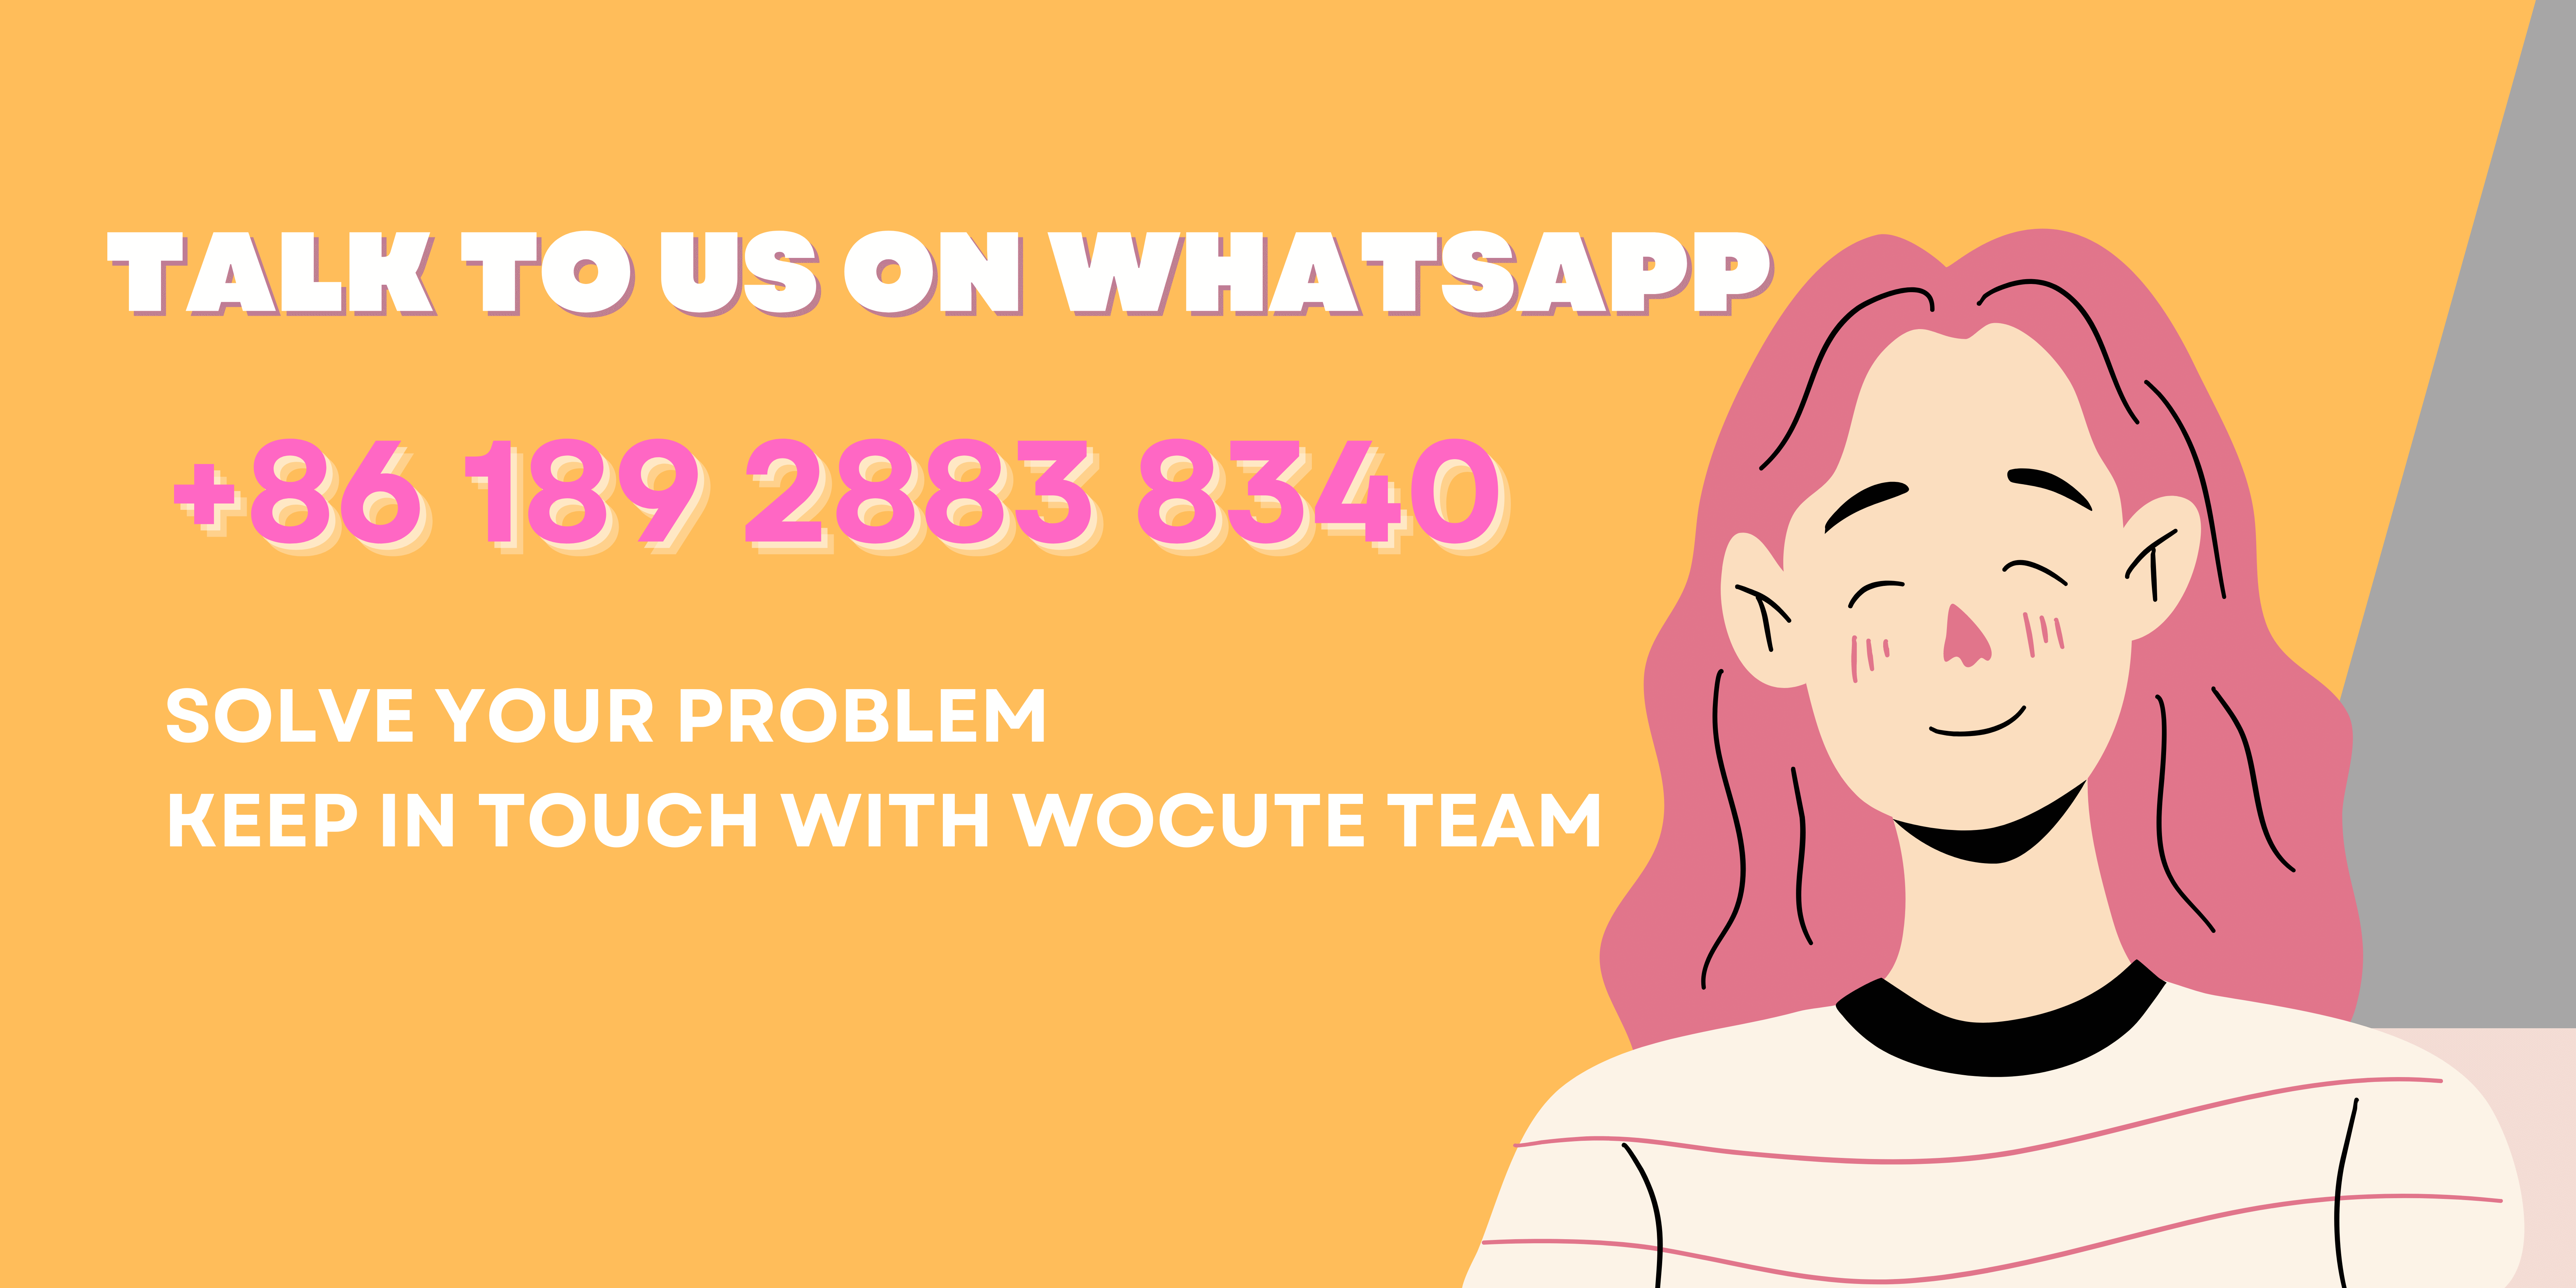 TALK TO US ON WHATSAPP
+86 189 2883 8340
SOLVE YOUR PROBLEM
KEEP IN TOUCH WITH WOCUTE TEAM